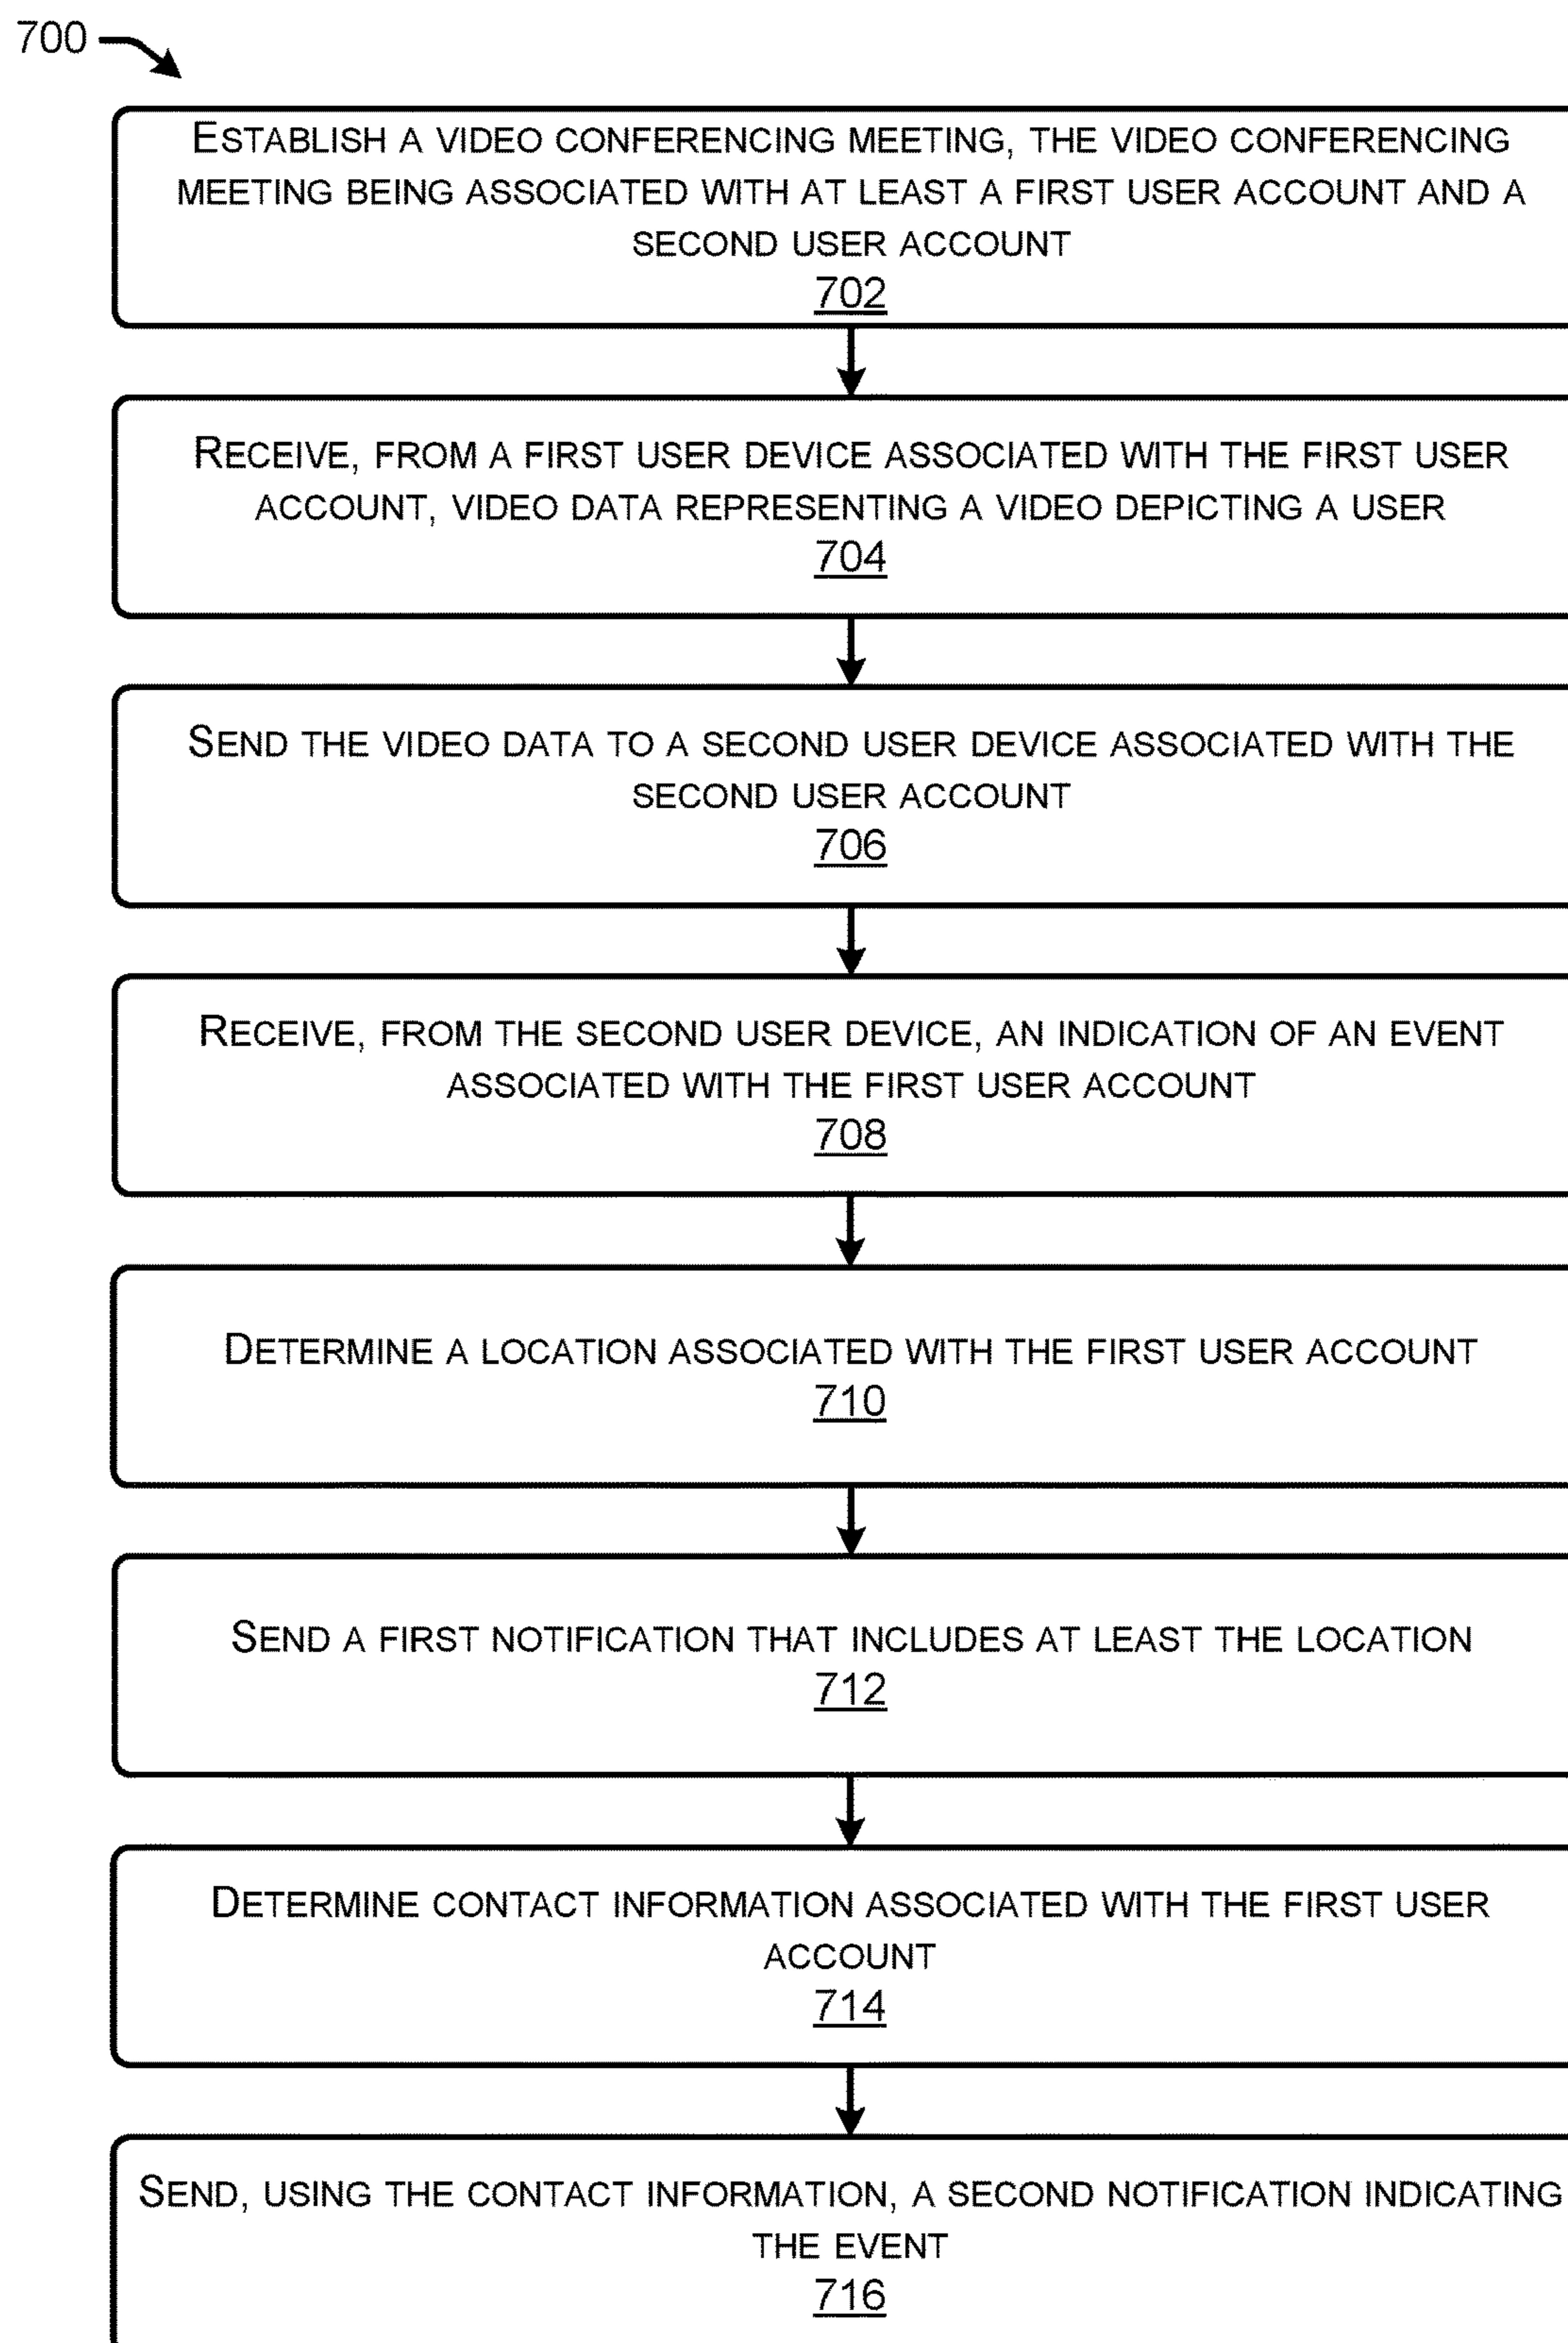 700
ESTABLISH A VIDEO CONFERENCING MEETING, THE VIDEO CONFERENCING
MEETING BEING ASSOCIATED WITH AT LEAST A FIRST USER ACCOUNT AND A
SECOND USER ACCOUNT
702
RECEIVE, FROM A FIRST USER DEVICE ASSOCIATED WITH THE FIRST USER
ACCOUNT, VIDEO DATA REPRESENTING A VIDEO DEPICTING A USER
704
SEND THE VIDEO DATA TO A SECOND USER DEVICE ASSOCIATED WITH THE
SECOND USER ACCOUNT
706
RECEIVE, FROM THE SECOND USER DEVICE, AN INDICATION OF AN EVENT
ASSOCIATED WITH THE FIRST USER ACCOUNT
708
DETERMINE A LOCATION ASSOCIATED WITH THE FIRST USER ACCOUNT
710
SEND A FIRST NOTIFICATION THAT INCLUDES AT LEAST THE LOCATION
712
DETERMINE CONTACT INFORMATION ASSOCIATED WITH THE FIRST USER
ACCOUNT
714
SEND, USING THE CONTACT INFORMATION, A SECOND NOTIFICATION INDICATING
THE EVENT
716